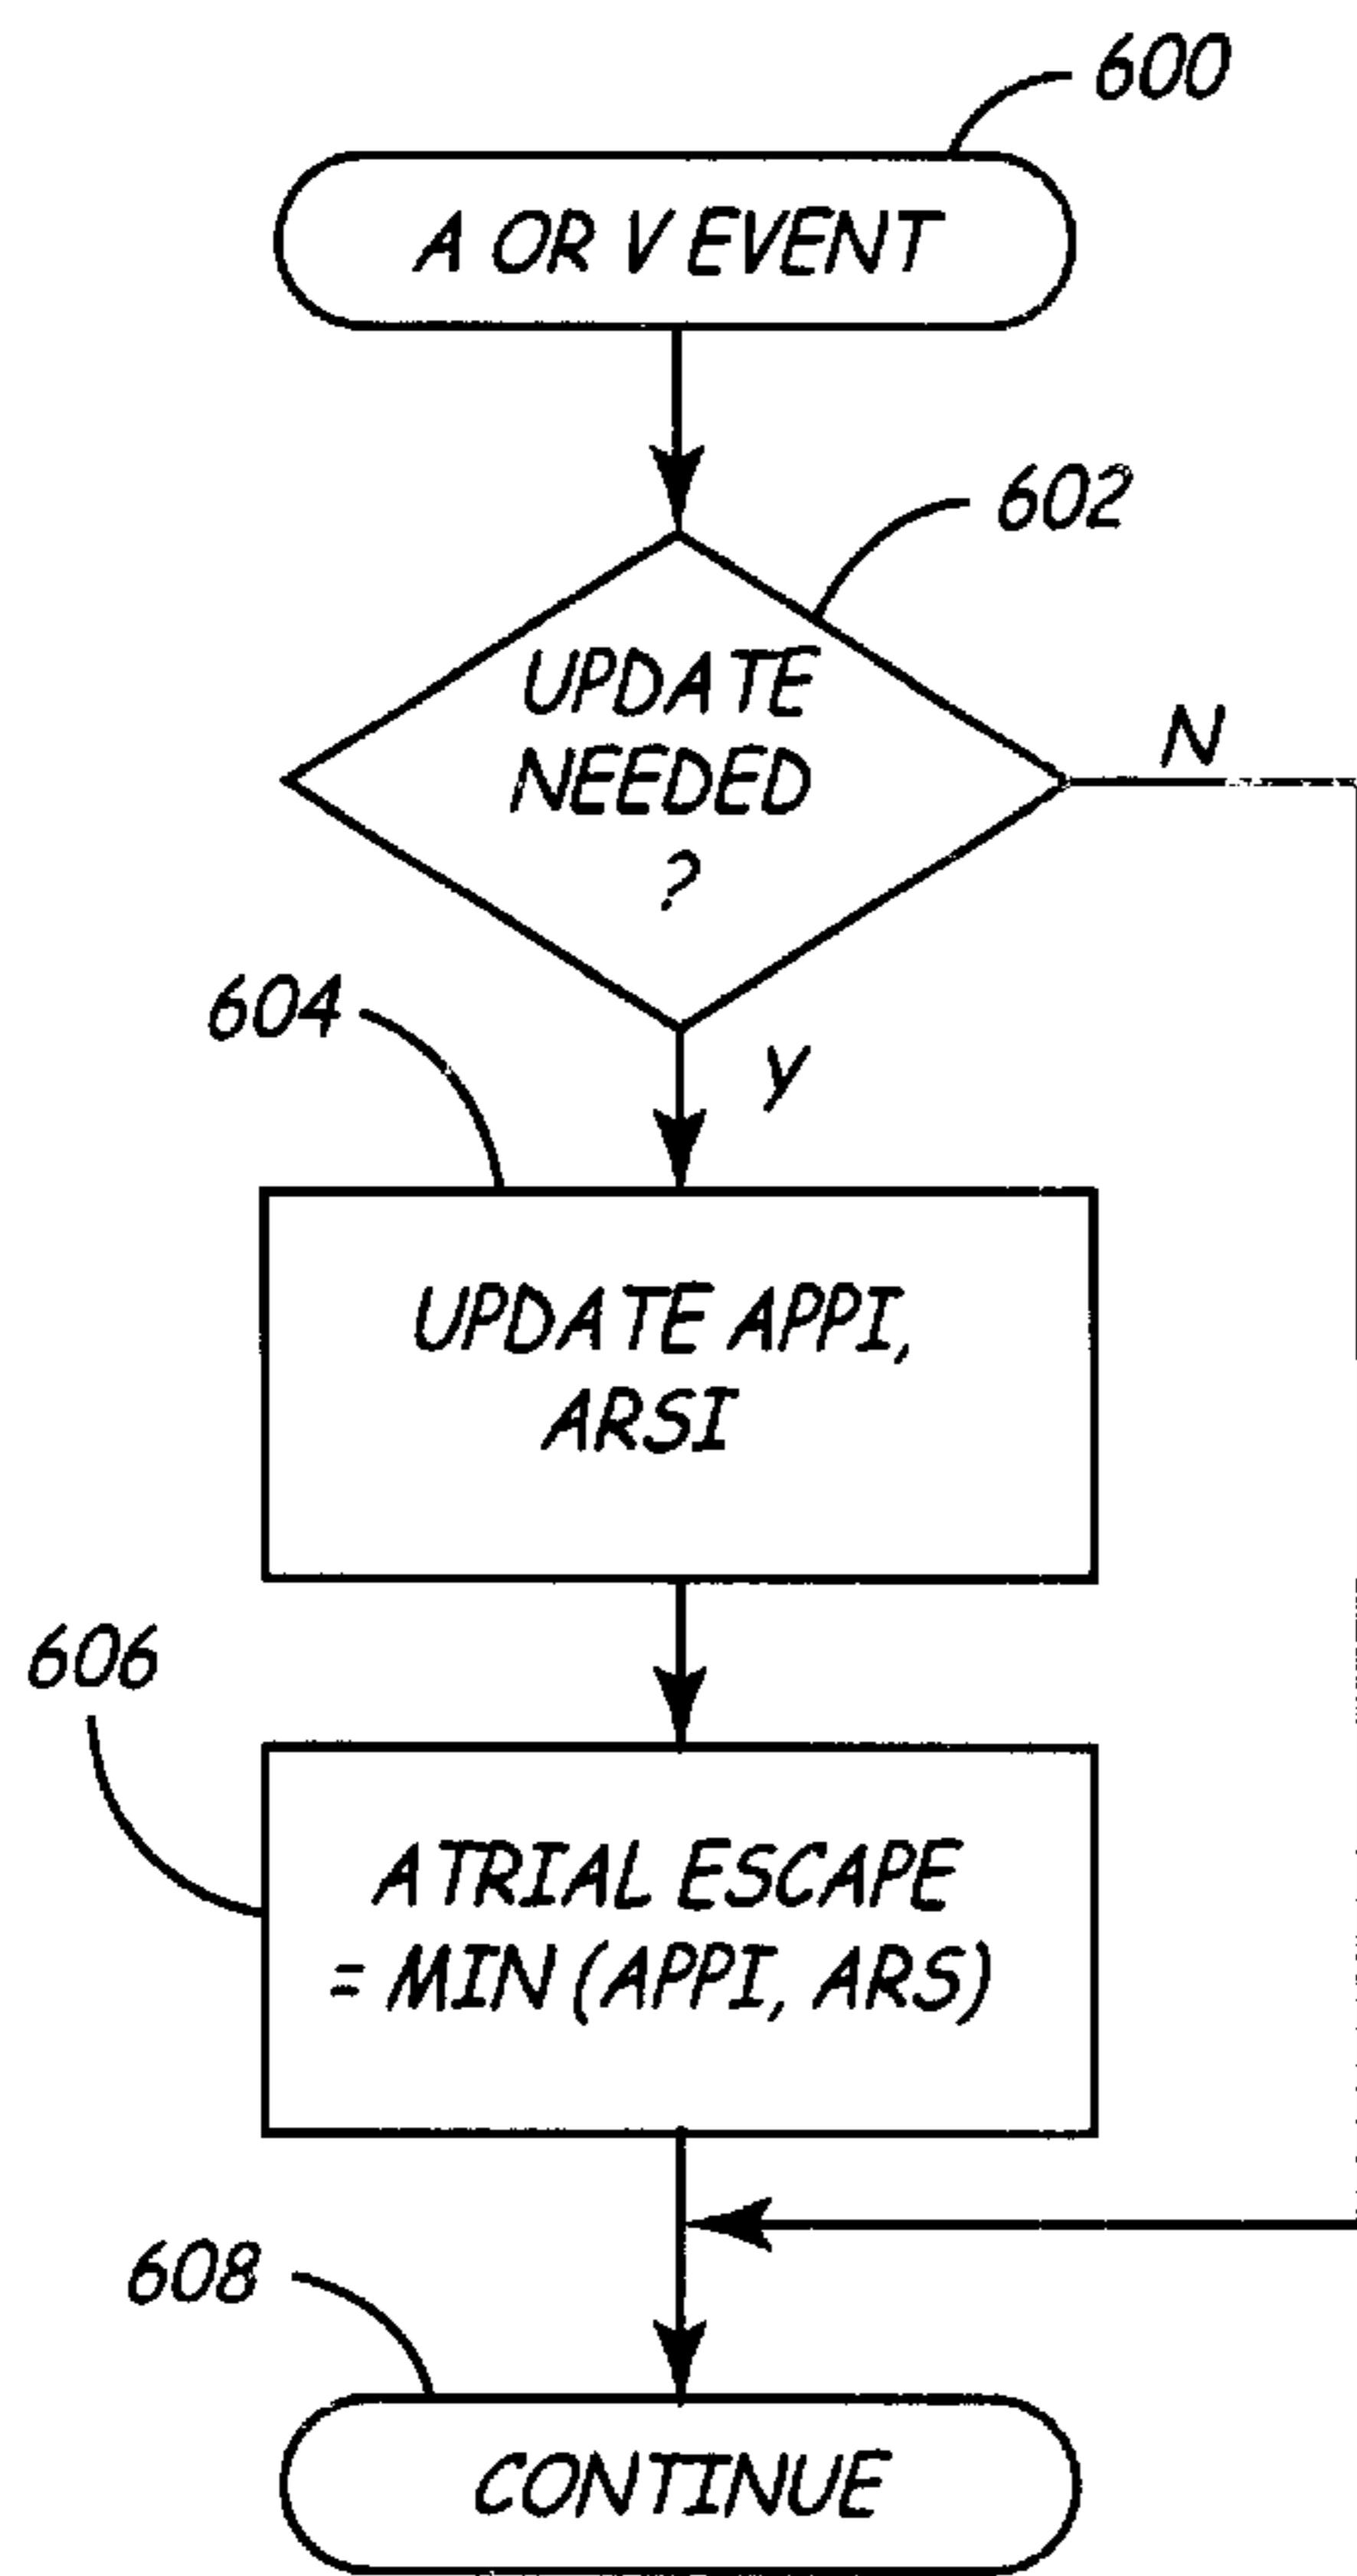 600
A OR V EVENT
602
UPDATE
NEEDED
?
N
604
Y
UPDATE APPI,
ARSI
606
ATRIAL ESCAPE
= MIN (APPI, ARS)
608
CONTINUE